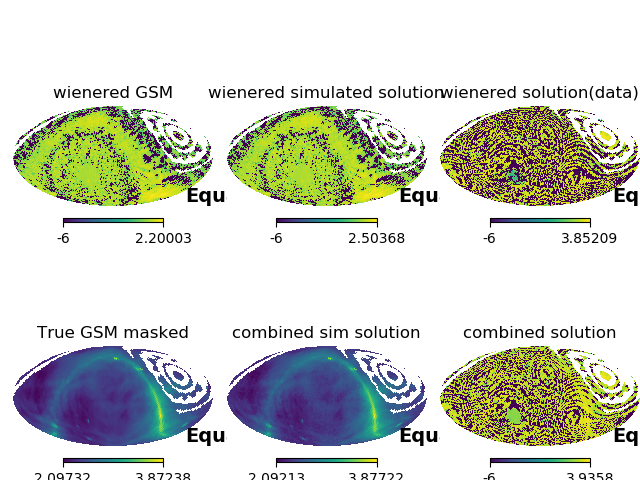 wienered GSM
wienered simulated solution
wienered solution(data)
Equ
Equ
Eq
-6
2.20003
-6
2.50368
-6
3.85209
True GSM masked
combined sim solution
combined solution
Equ
Equ
Eq
2.09732
3.87238
2.09213
3.87722
-6
3.9358